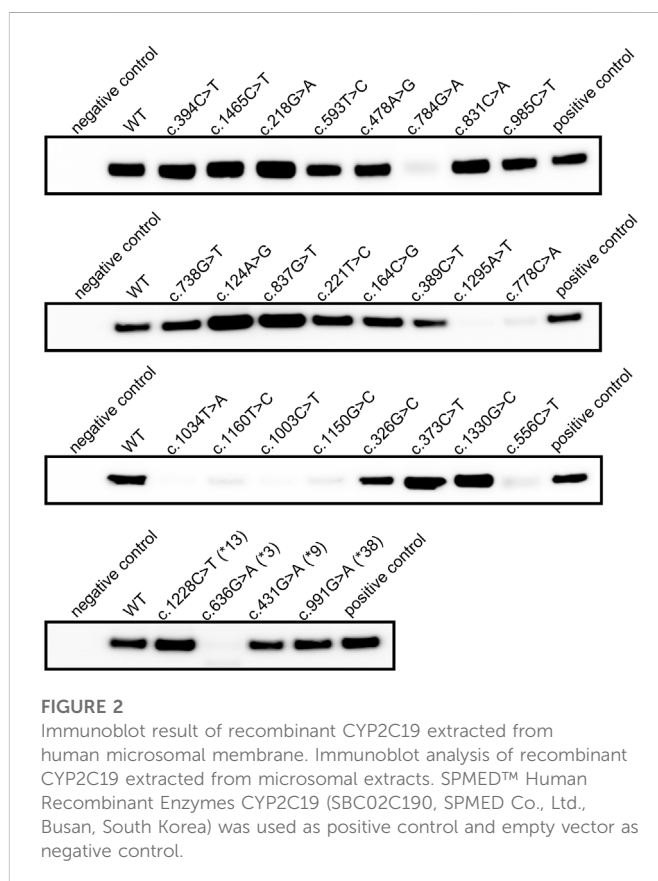 negative control
WT
c.394C>T
c.1465C>T
c.218G>A
c.593T>C
c.478A>G
c.784G>A
c.831C>A
c.985C>T
positive control
negative control
WT
c.738G>T
c.124A>G
c.837G>T
c.221T>C
c.164C>G
c.389C>T
c.1295A>T
c.778C>A
positive control
negative control
WT
c.1034T>A
c.1160T>C
c.1003C>T
c.1150G>C
c.326G>C
c.373C>T
c.1330G>C
c.556C>T
positive control
negative control
WT
c.1228C>T (*13)
c.636G>A (*3)
c.431G>A (*9)
c.991G>A (*38)
positive control
FIGURE 2
Immunoblot result of recombinant CYP2C19 extracted from
human microsomal membrane. Immunoblot analysis of recombinant
CYP2C19 extracted from microsomal extracts. SPMED™ Human
Recombinant Enzymes CYP2C19 (SBC02C190, SPMED Co., Ltd.,
Busan, South Korea) was used as positive control and empty vector as
negative control.